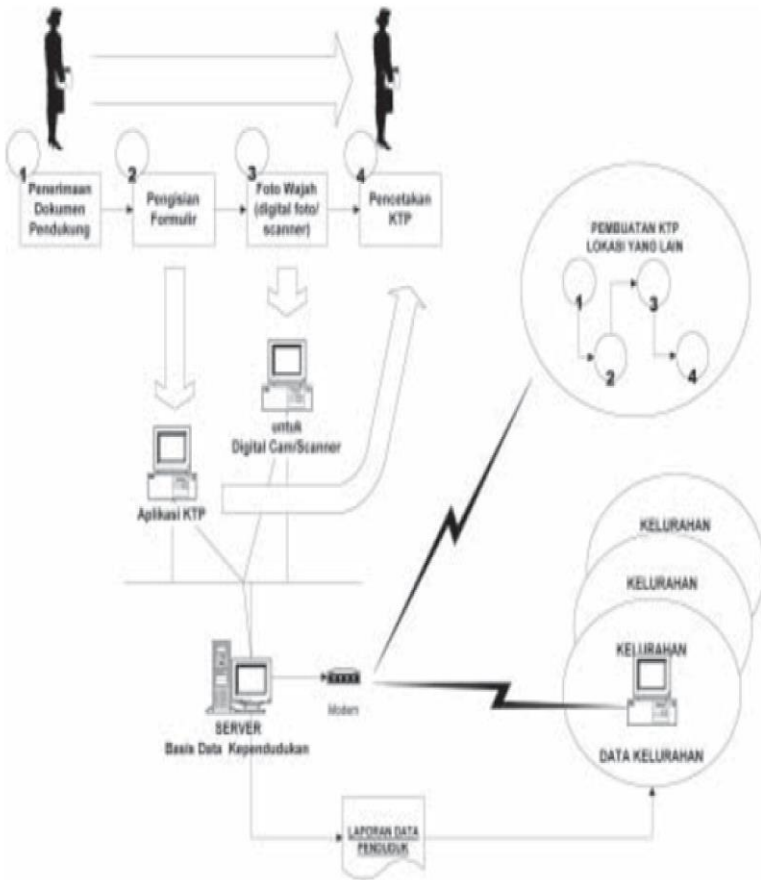 1
Penerimaan
Dokumen
Pendukung
2
Pengisian
Formulir
3
Foto Wajah
(digital foto/
scanner)
4
Pencetakan
KTP
PEMBUATAN KTP
LOKASI YANG LAIN
1
2
3
4
untuk
Digital Cam/Scanner
Aplikasi KTP
KELURAHAN
KELURAHAN
KELURAHAN
DATA KELURAHAN
Modem
SERVER
Basis Data Kependudukan
LAPORAN DATA
PENDUDUK